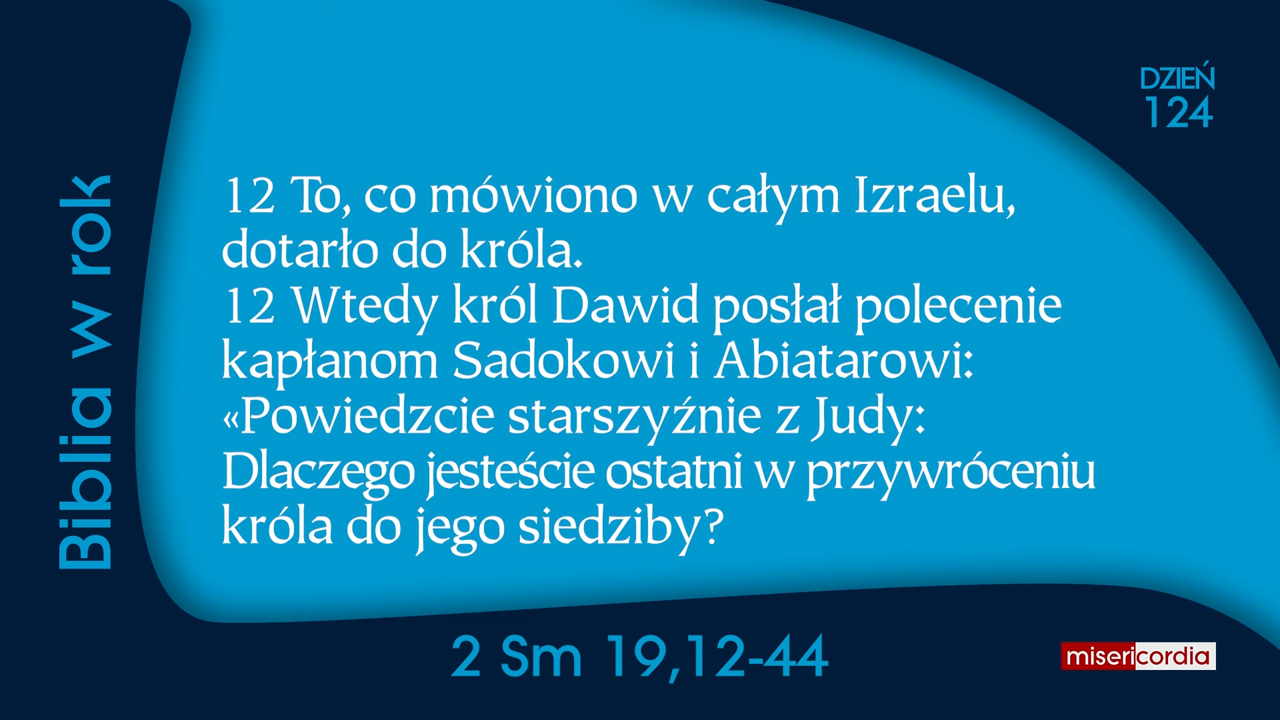 DZIEŃ
124
Biblia w rok
12 To, co mówiono w całym Izraelu,
dotarło do króla.
12 Wtedy król Dawid posłał polecenie
kapłanom Sadokowi i Abiatarowi:
«Powiedzcie starszyźnie z Judy:
Dlaczego jesteście ostatni w przywróceniu
króla do jego siedziby?
2 Sm 19,12-44
misericordia